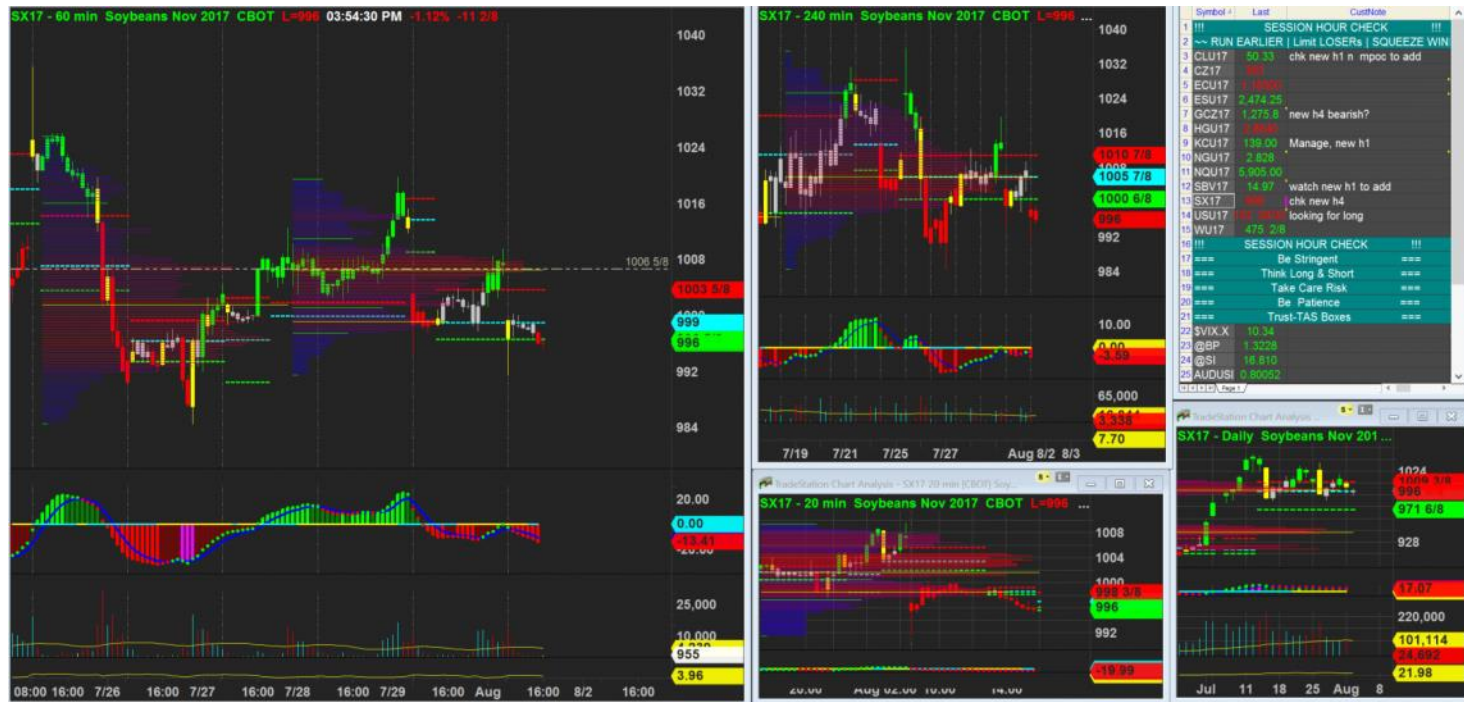 SX17 - 60 min Soybeans Nov 2017 CBOT L=996 03:54:30 PM -1.12% -11 2/8
1040
1032
1024
1016
1008
1006 5/8
1003 5/8
999
996
992
984
20.00
0.00
-13.41
25,000
10,000
955
3.96
08:00 16:00 7/26 16:00 7/27 16:00 7/28 16:00 7/29 16:00 Aug 16:00 8/2 16:00
SX17 - 240 min Soybeans Nov 2017 CBOT L=996 ...
1040
1032
1024
1016
1010 7/8
1005 7/8
1000 6/8
996
992
984
10.00
0.00
-3.59
65,000
3,338
7.70
7/19 7/21 7/25 7/27 Aug 8/2 8/3
TradeStation Chart Analysis - SX17 20 min [CBOT] Soy...
SX17 - 20 min Soybeans Nov 2017 CBOT L=996 ...
1008
1004
1000
998 3/8
996
992
-19.99
20:00 Aug 02:00 10:00 14:00
Symbol Last CustNote
1 !!! SESSION HOUR CHECK !!!
2 ~~ RUN EARLIER | Limit LOSERs | SQUEEZE WIN
3 CLU17 50.33 chk new h1 n mpoc to add
4 CZ17
5 ECU17
6 ESU17 2,474.25
7 GCZ17 1,275.8 new h4 bearish?
8 HGU17
9 KCU17 139.00 Manage, new h1
10 NGU17 2.828
11 NQU17 5,905.00
12 SBV17 14.97 watch new h1 to add
13 SX17 996 chk new h4
14 USU17 looking for long
15 WU17 475 2/8
16 !!! SESSION HOUR CHECK !!!
17 === Be Stringent ===
18 === Think Long & Short ===
19 === Take Care Risk ===
20 === Be Patience ===
21 === Trust-TAS Boxes ===
22 $VIX.X 10.34
23 @BP 1.3228
24 @SI 16.810
25 AUDUSI 0.80052
Page 1
TradeStation Chart Analysis ...
SX17 - Daily Soybeans Nov 201 ...
1024
1009 3/8
996
971 6/8
928
17.07
220,000
101,114
24,692
21.98
Jul 11 18 25 Aug 8